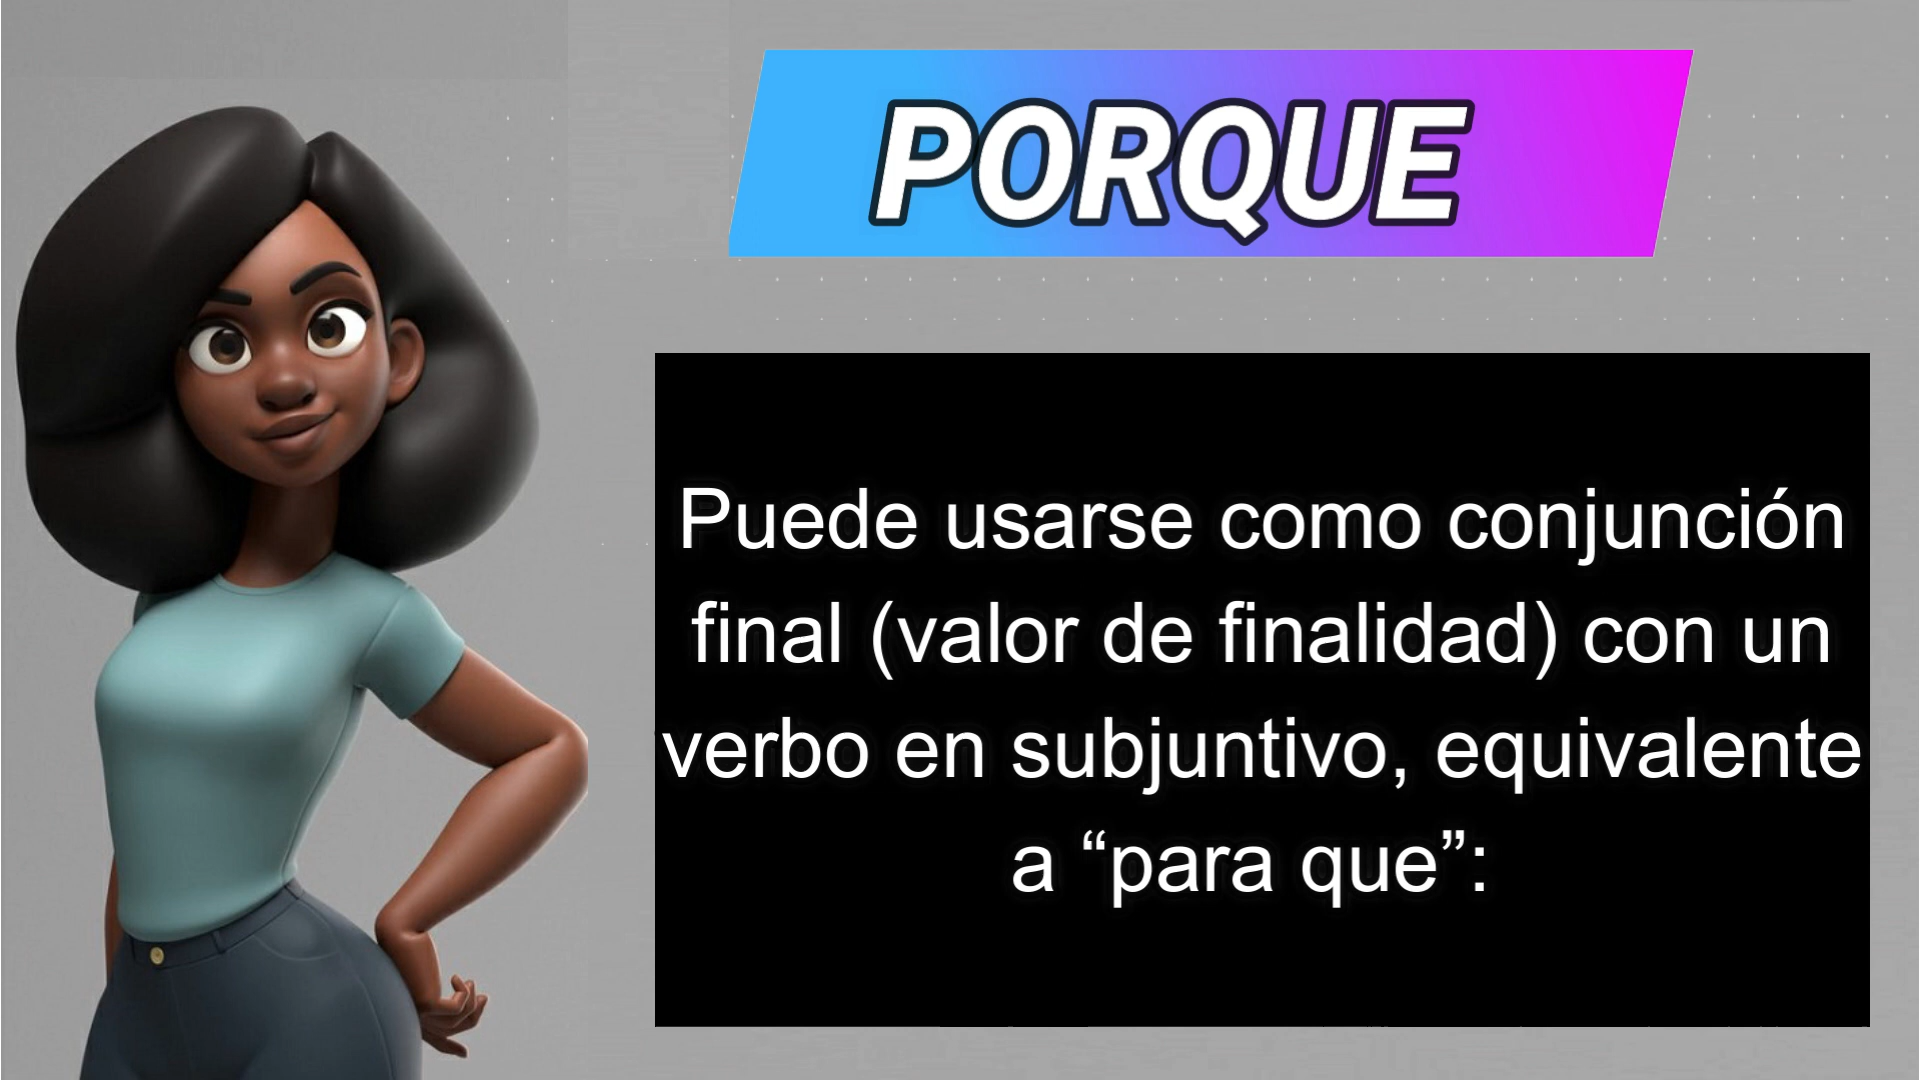 PORQUE
Puede usarse como conjunción
final (valor de finalidad) con un
verbo en subjuntivo, equivalente
a “para que”: